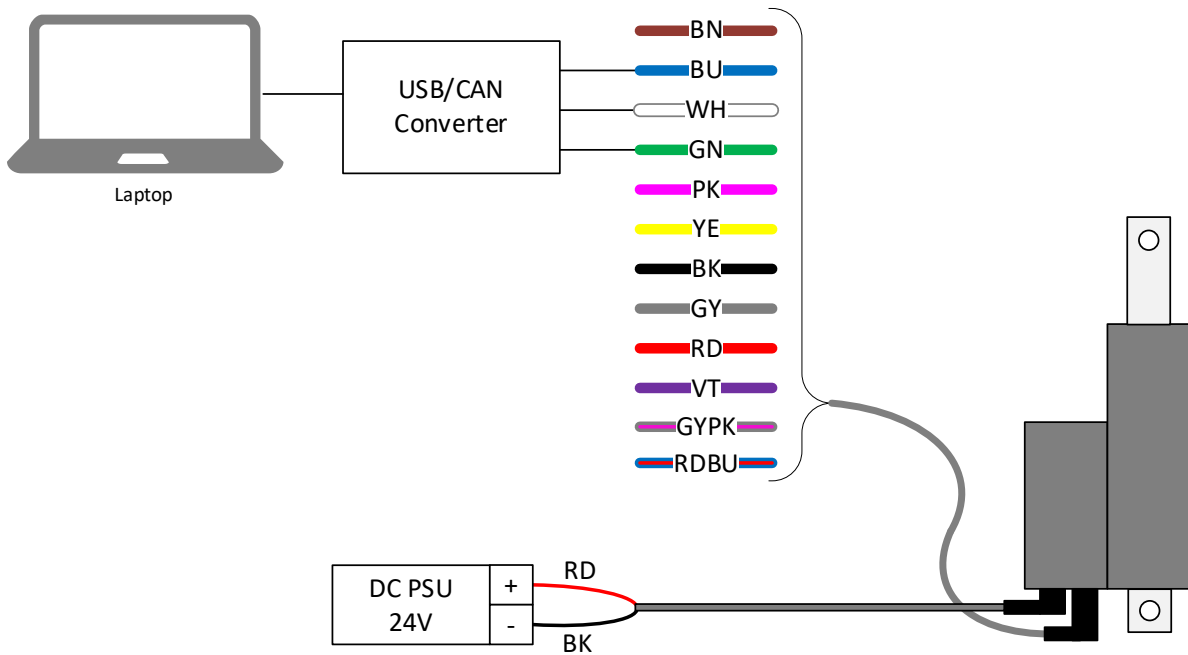 Laptop
USB/CAN
Converter
BN
BU
WH
GN
PK
YE
BK
GY
RD
VT
GYPK
RDBU
DC PSU
24V
+
-
RD
BK